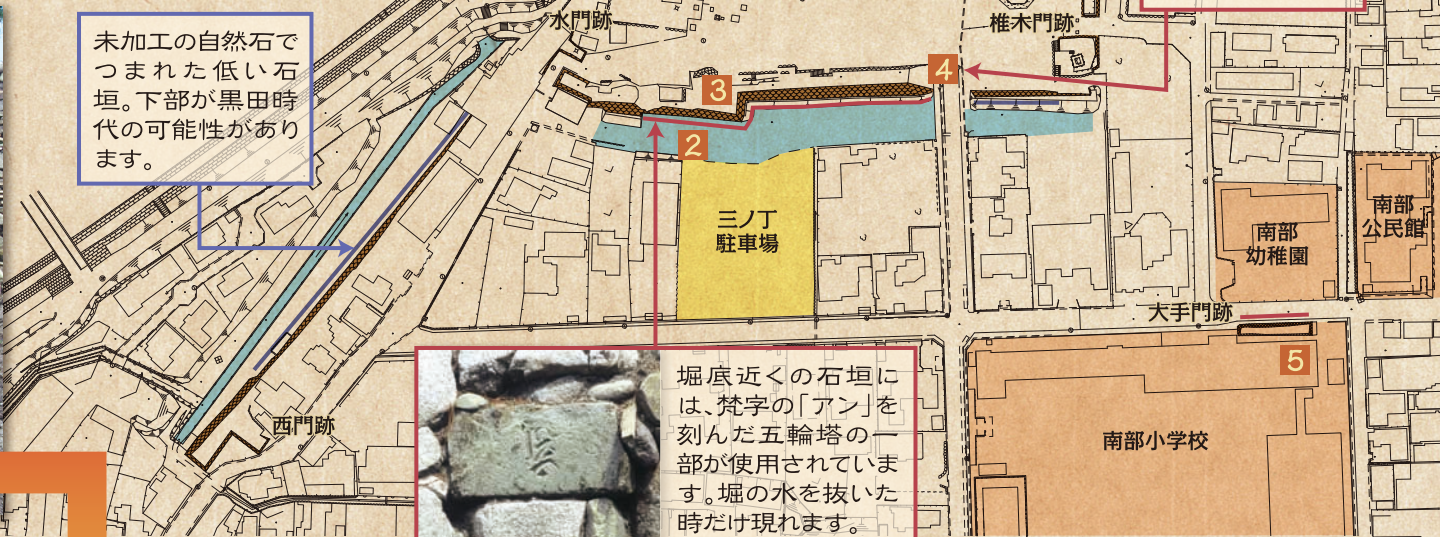 水門跡
椎木門跡
未加工の自然石で
つまれた低い石
垣。下部が黒田時
代の可能性があり
ます。
4
3
2
三ノ丁
駐車場
南部
幼稚園
南部
公民館
大手門跡
5
西門跡
南部小学校
堀底近くの石垣に
は、梵字の「アン」を
刻んだ五輪塔の一
部が使用されていま
す。堀の水を抜いた
時だけ現れます。